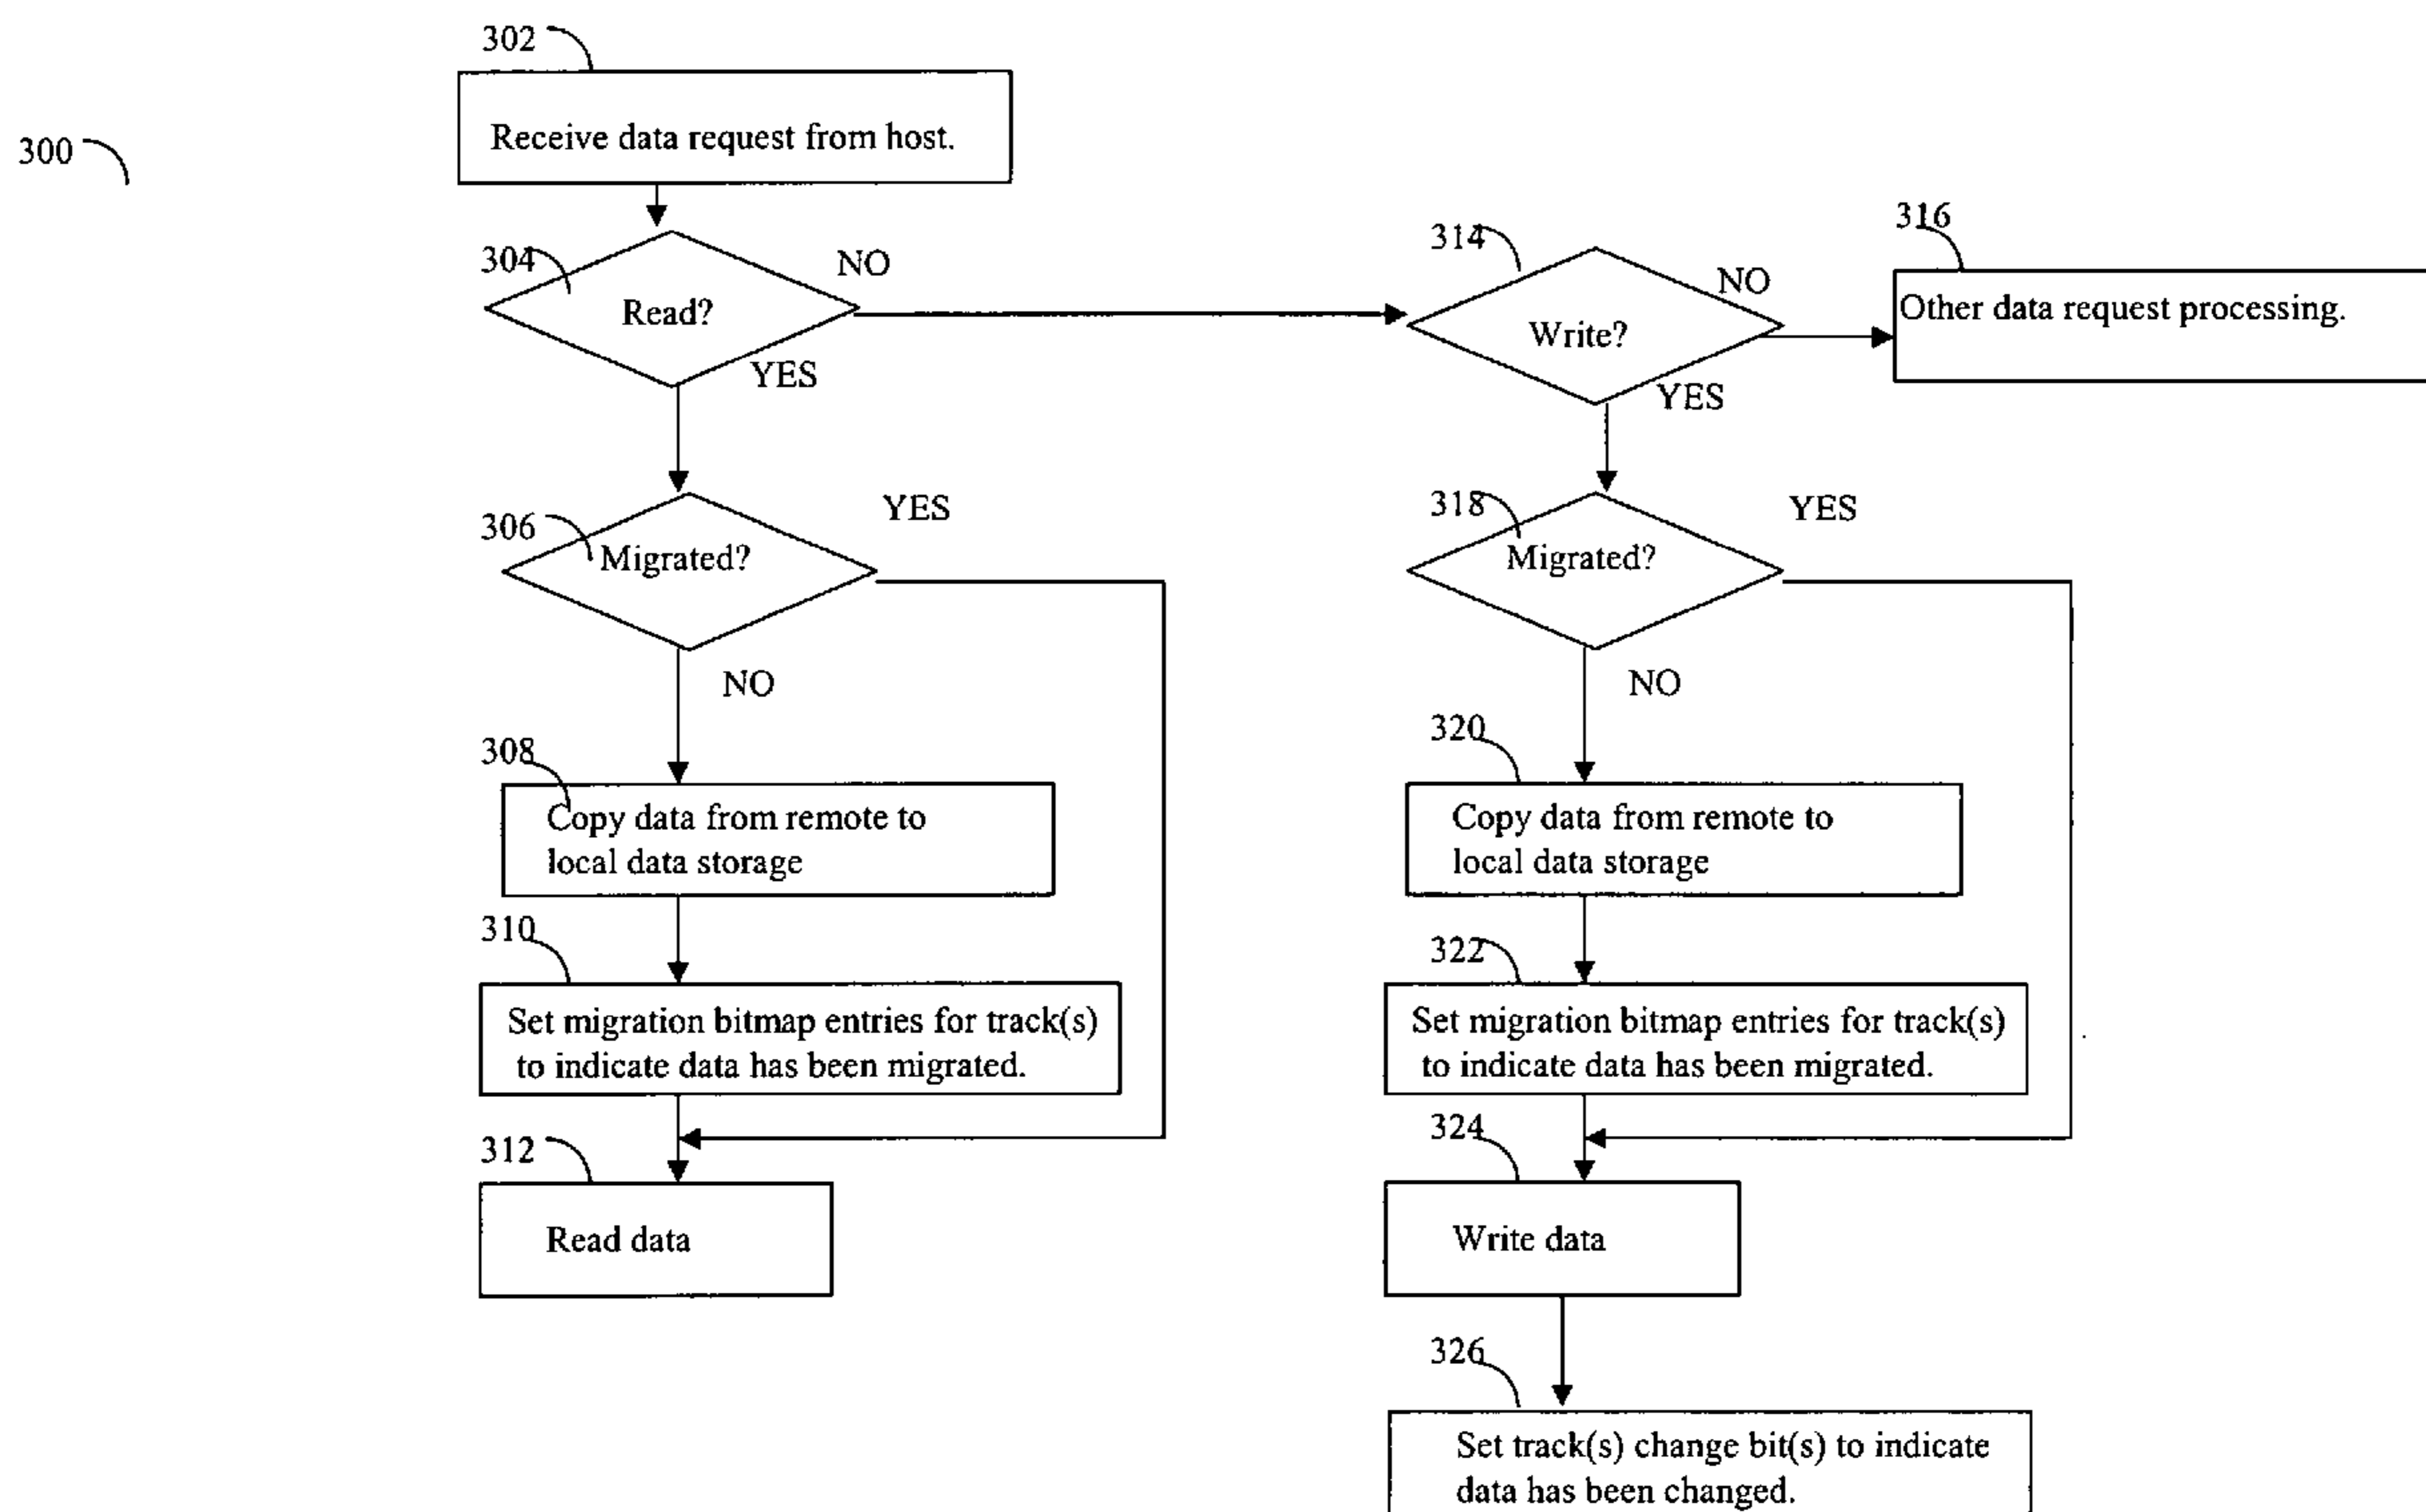 302
Receive data request from host.
300
304
Read?
NO
YES
314
Write?
NO
YES
316
Other data request processing.
306
Migrated?
YES
NO
318
Migrated?
YES
NO
308
Copy data from remote to
local data storage
320
Copy data from remote to
local data storage
310
Set migration bitmap entries for track(s)
to indicate data has been migrated.
322
Set migration bitmap entries for track(s)
to indicate data has been migrated.
312
Read data
324
Write data
326
Set track(s) change bit(s) to indicate
data has been changed.